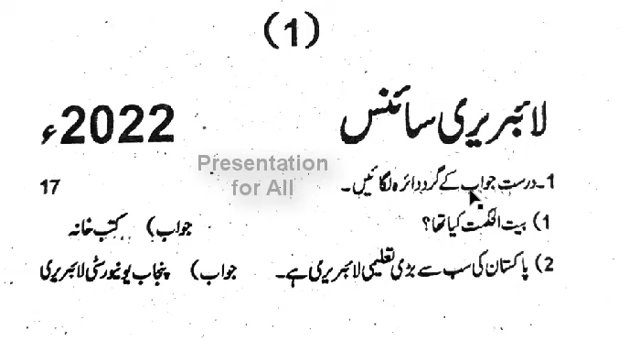 (1)
لائبریری سائنس 2022ء
Presentation
for All
1۔ درست جواب کے گرد دائرہ لگائیں۔ 17
1) بیت الحکمت کیا تھا؟ جواب) کتب خانہ
2) پاکستان کی سب سے بڑی تعلیمی لائبریری ہے۔ جواب) پنجاب یونیورسٹی لائبریری